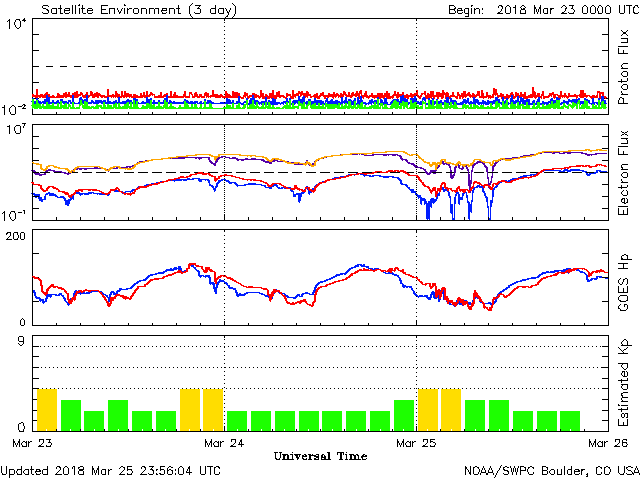 Satellite Environment (3 day) Begin: 2018 Mar 23 0000 UTC
10^4
10^-2
Proton Flux
10^7
10^-1
Electron Flux
200
0
GOES Hp
9
0
Estimated Kp
Mar 23 Mar 24 Mar 25 Mar 26
Universal Time
Updated 2018 Mar 25 23:56:04 UTC NOAA/SWPC Boulder, CO USA